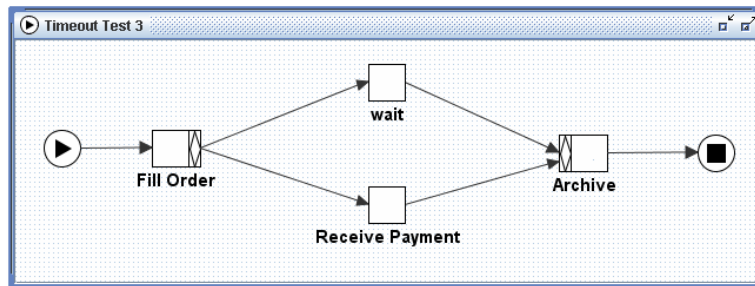 Timeout Test 3
wait
Fill Order
Archive
Receive Payment